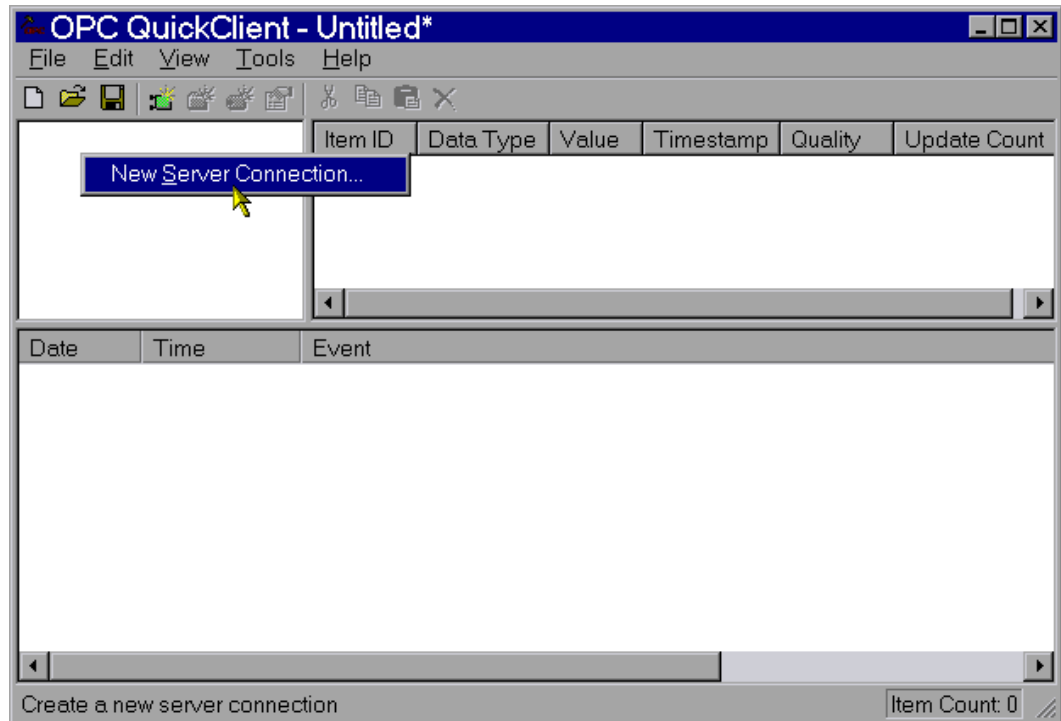 OPC QuickClient - Untitled*
File Edit View Tools Help
Item ID Data Type Value Timestamp Quality Update Count
New Server Connection...
Date Time Event
Create a new server connection Item Count: 0